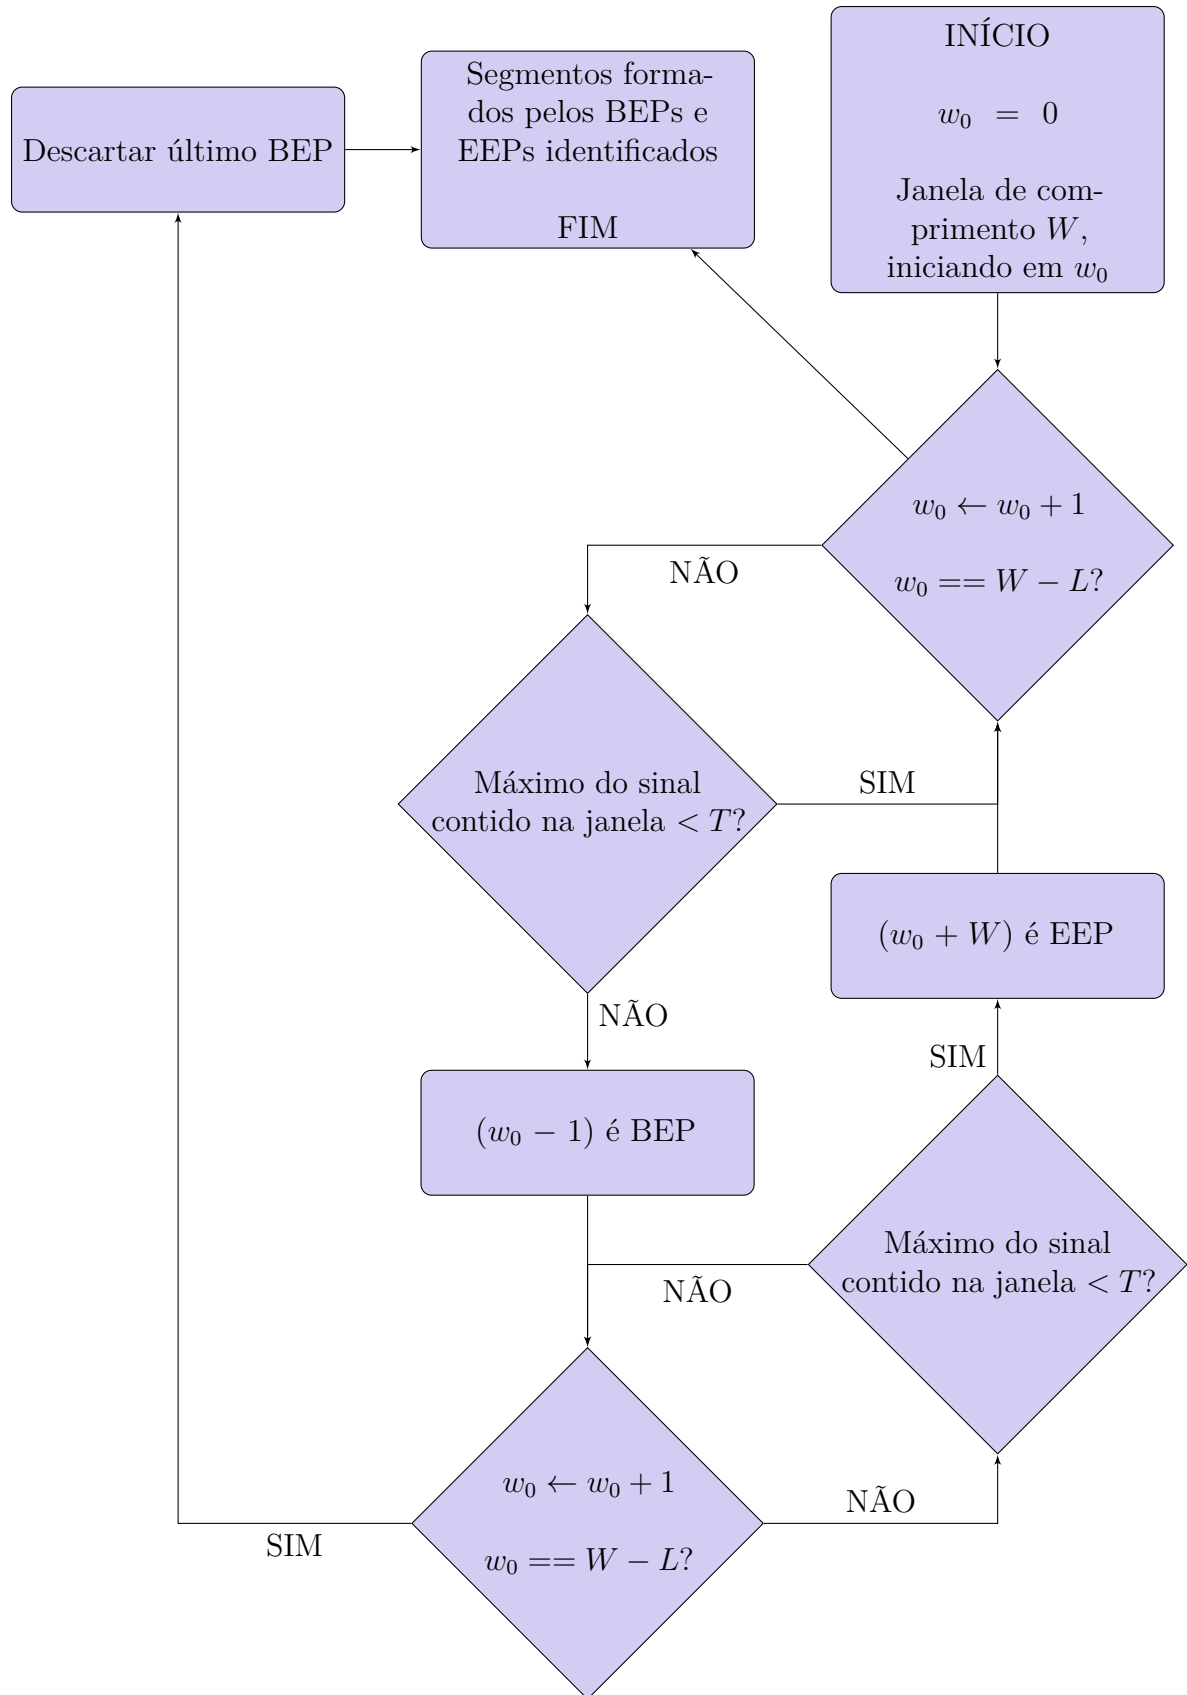 INÍCIO
w₀ = 0
Janela de com-
primento W,
iniciando em w₀
Segmentos forma-
dos pelos BEPs e
EEPs identificados
FIM
Descartar último BEP
w₀ ← w₀ + 1
w₀ == W − L?
NÃO
Máximo do sinal
contido na janela < T?
SIM
(w₀ + W) é EEP
NÃO
SIM
(w₀ − 1) é BEP
Máximo do sinal
contido na janela < T?
NÃO
w₀ ← w₀ + 1
w₀ == W − L?
NÃO
SIM